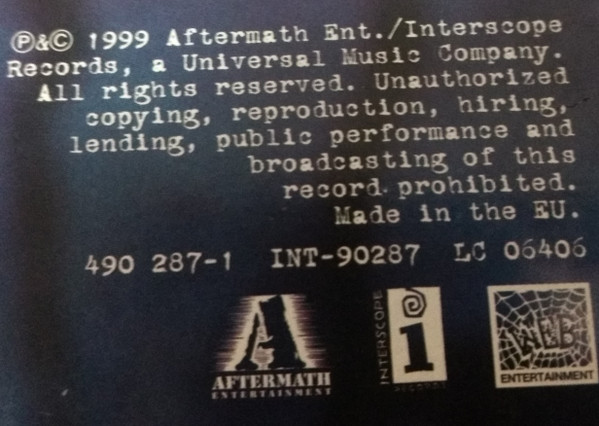 ℗&© 1999 Aftermath Ent./Interscope
Records, a Universal Music Company.
All rights reserved. Unauthorized
copying, reproduction, hiring,
lending, public performance and
broadcasting of this
record prohibited.
Made in the EU.
490 287-1 INT-90287 LC 06406
A
AFTERMATH
ENTERTAINMENT
INTERSCOPE
i
RECORDS
WEB
ENTERTAINMENT